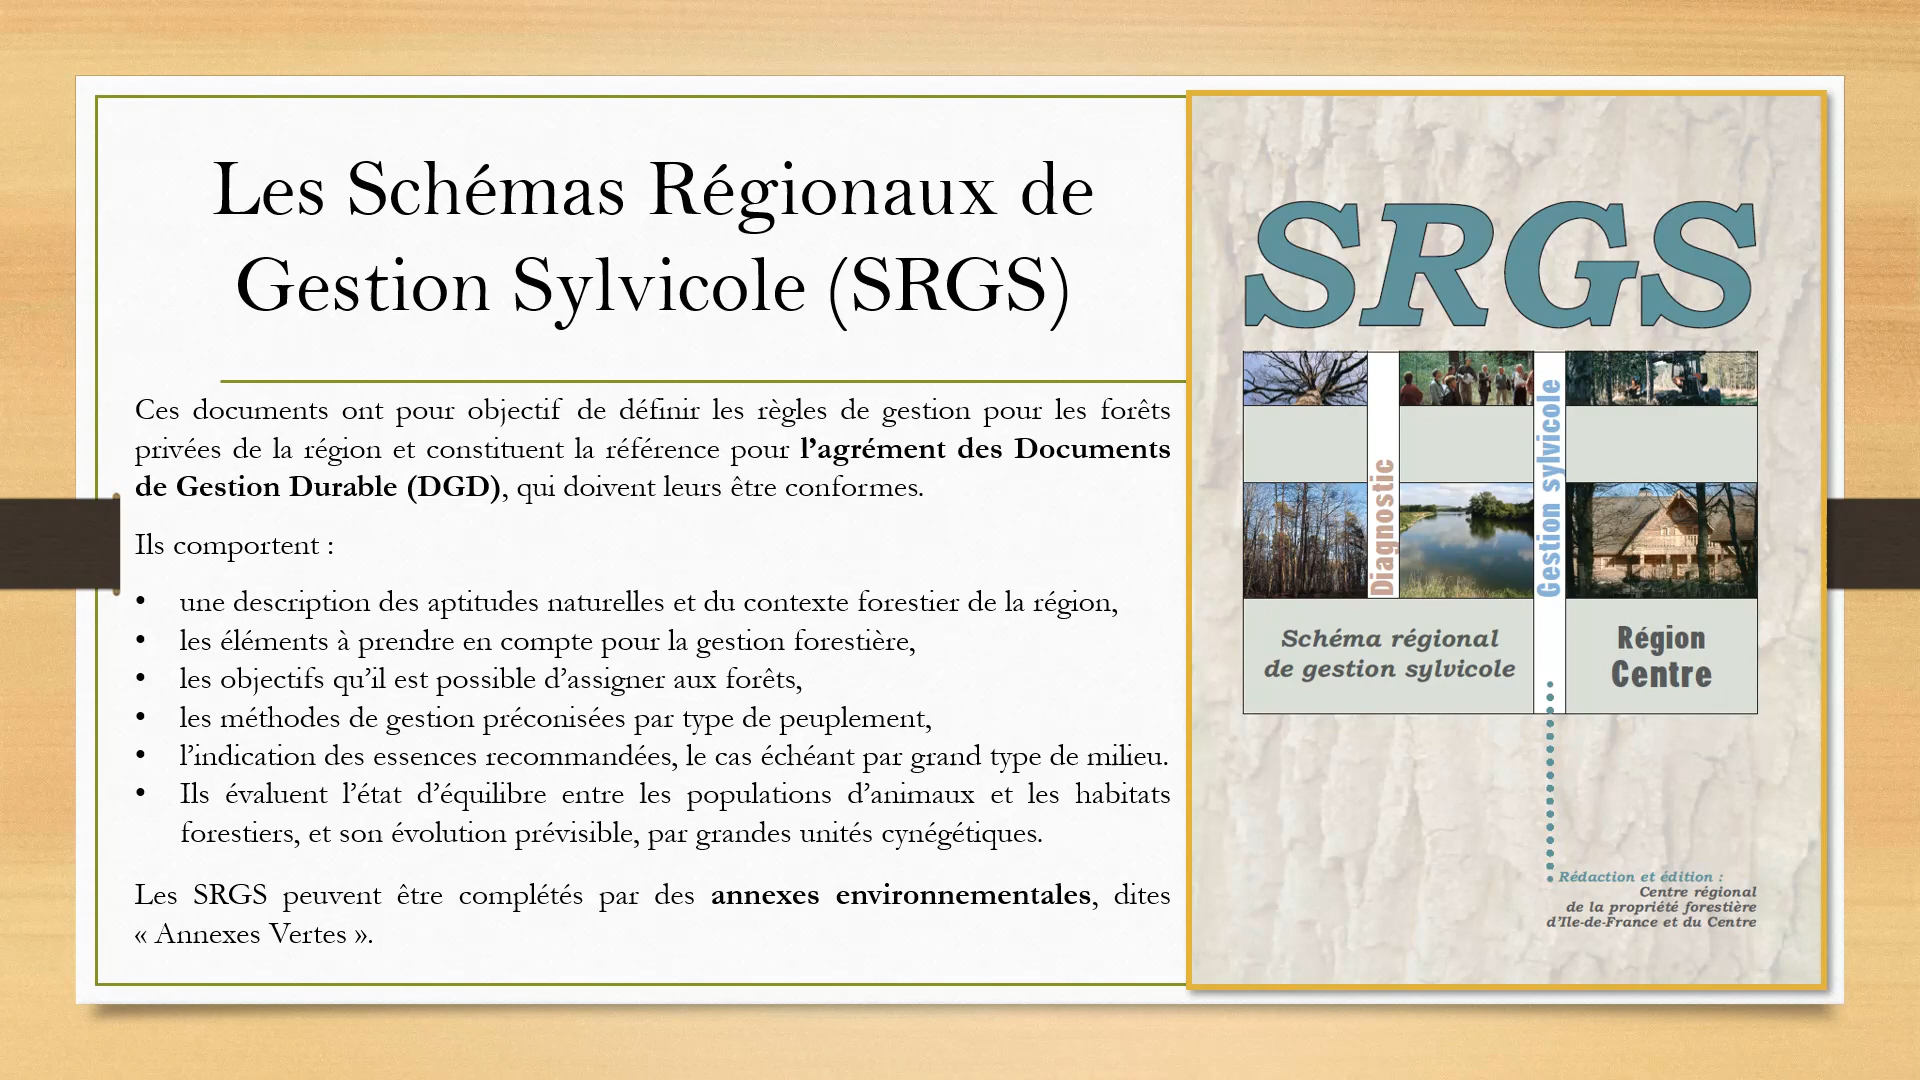 Les Schémas Régionaux de
Gestion Sylvicole (SRGS)
Ces documents ont pour objectif de définir les règles de gestion pour les forêts
privées de la région et constituent la référence pour l'agrément des Documents
de Gestion Durable (DGD), qui doivent leurs être conformes.
Ils comportent :
• une description des aptitudes naturelles et du contexte forestier de la région,
• les éléments à prendre en compte pour la gestion forestière,
• les objectifs qu'il est possible d'assigner aux forêts,
• les méthodes de gestion préconisées par type de peuplement,
• l'indication des essences recommandées, le cas échéant par grand type de milieu.
• Ils évaluent l'état d'équilibre entre les populations d'animaux et les habitats
forestiers, et son évolution prévisible, par grandes unités cynégétiques.
Les SRGS peuvent être complétés par des annexes environnementales, dites
« Annexes Vertes ».
SRGS
Diagnostic
Gestion sylvicole
Schéma régional
de gestion sylvicole
Région
Centre
Rédaction et édition :
Centre régional
de la propriété forestière
d'Ile-de-France et du Centre